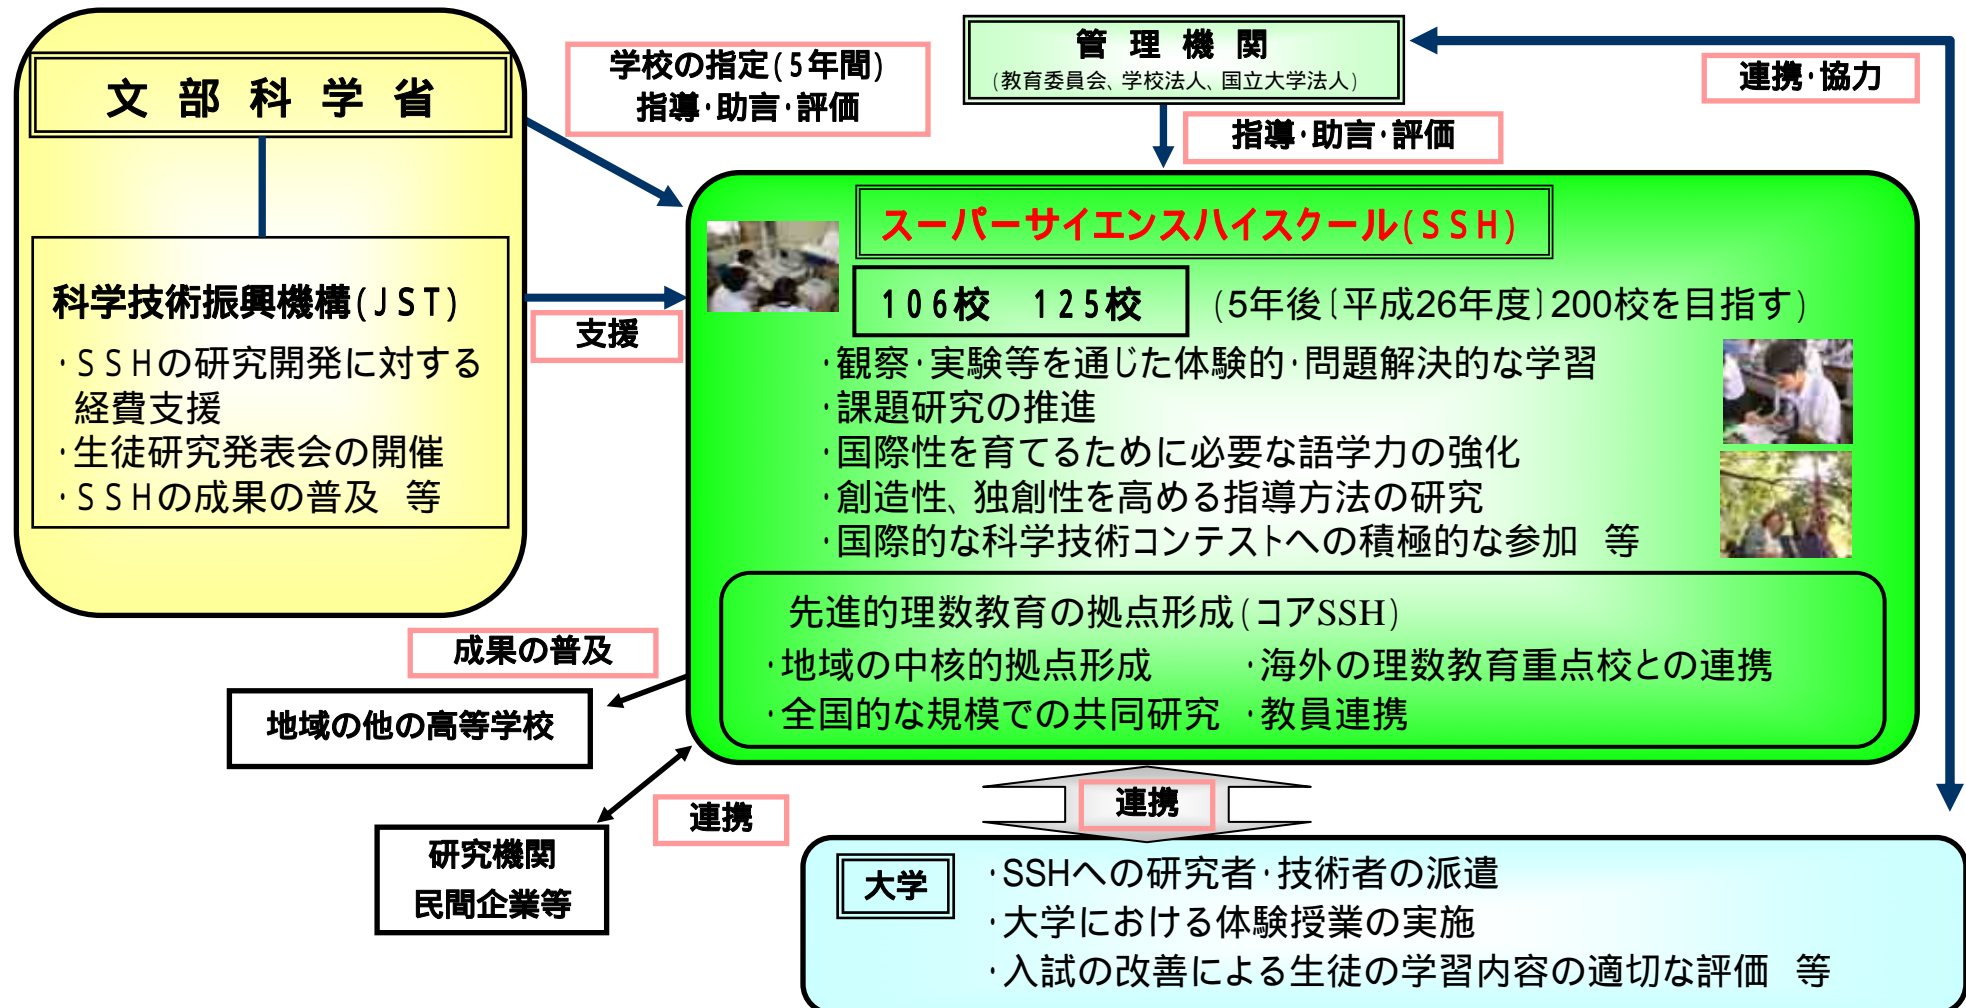 文部科学省
科学技術振興機構(JST)
・SSHの研究開発に対する
経費支援
・生徒研究発表会の開催
・SSHの成果の普及　等
学校の指定(5年間)
指導・助言・評価
管理機関
(教育委員会、学校法人、国立大学法人)
指導・助言・評価
連携・協力
支援
スーパーサイエンスハイスクール(SSH)
106校　125校
(5年後〔平成26年度〕200校を目指す)
・観察・実験等を通じた体験的・問題解決的な学習
・課題研究の推進
・国際性を育てるために必要な語学力の強化
・創造性、独創性を高める指導方法の研究
・国際的な科学技術コンテストへの積極的な参加　等
先進的理数教育の拠点形成(コアSSH)
・地域の中核的拠点形成　・海外の理数教育重点校との連携
・全国的な規模での共同研究　・教員連携
成果の普及
地域の他の高等学校
連携
研究機関
民間企業等
連携
大学
・SSHへの研究者・技術者の派遣
・大学における体験授業の実施
・入試の改善による生徒の学習内容の適切な評価　等